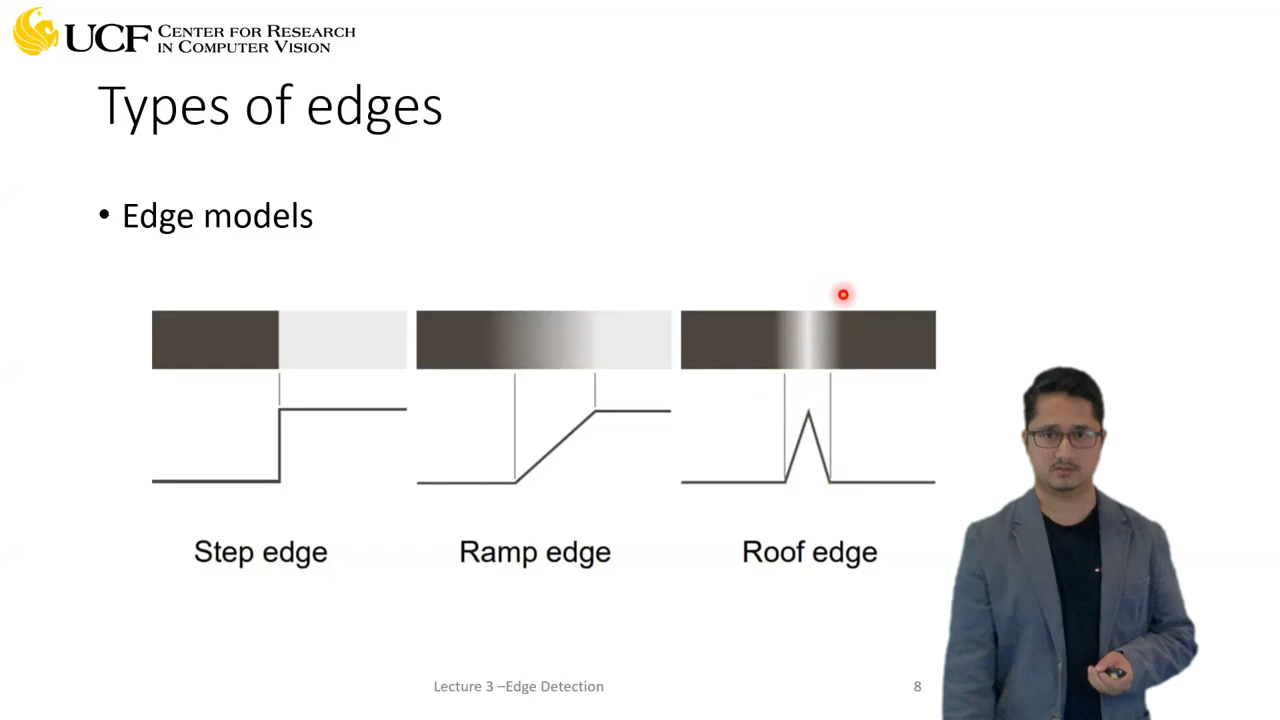 UCF CENTER FOR RESEARCH
IN COMPUTER VISION
Types of edges
• Edge models
Step edge
Ramp edge
Roof edge
Lecture 3 –Edge Detection
8